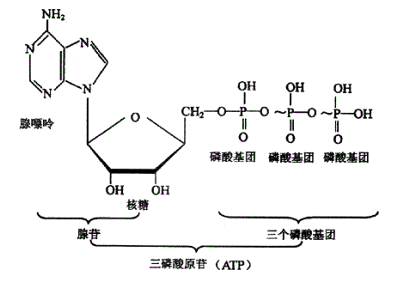 NH₂
N N
N N
腺嘌呤
O
CH₂—O—P—O~P—O~P—OH
OH OH OH
O O O
磷酸基团 磷酸基团 磷酸基团
OH OH
核糖
腺苷 三个磷酸基团
三磷酸原苷（ATP）